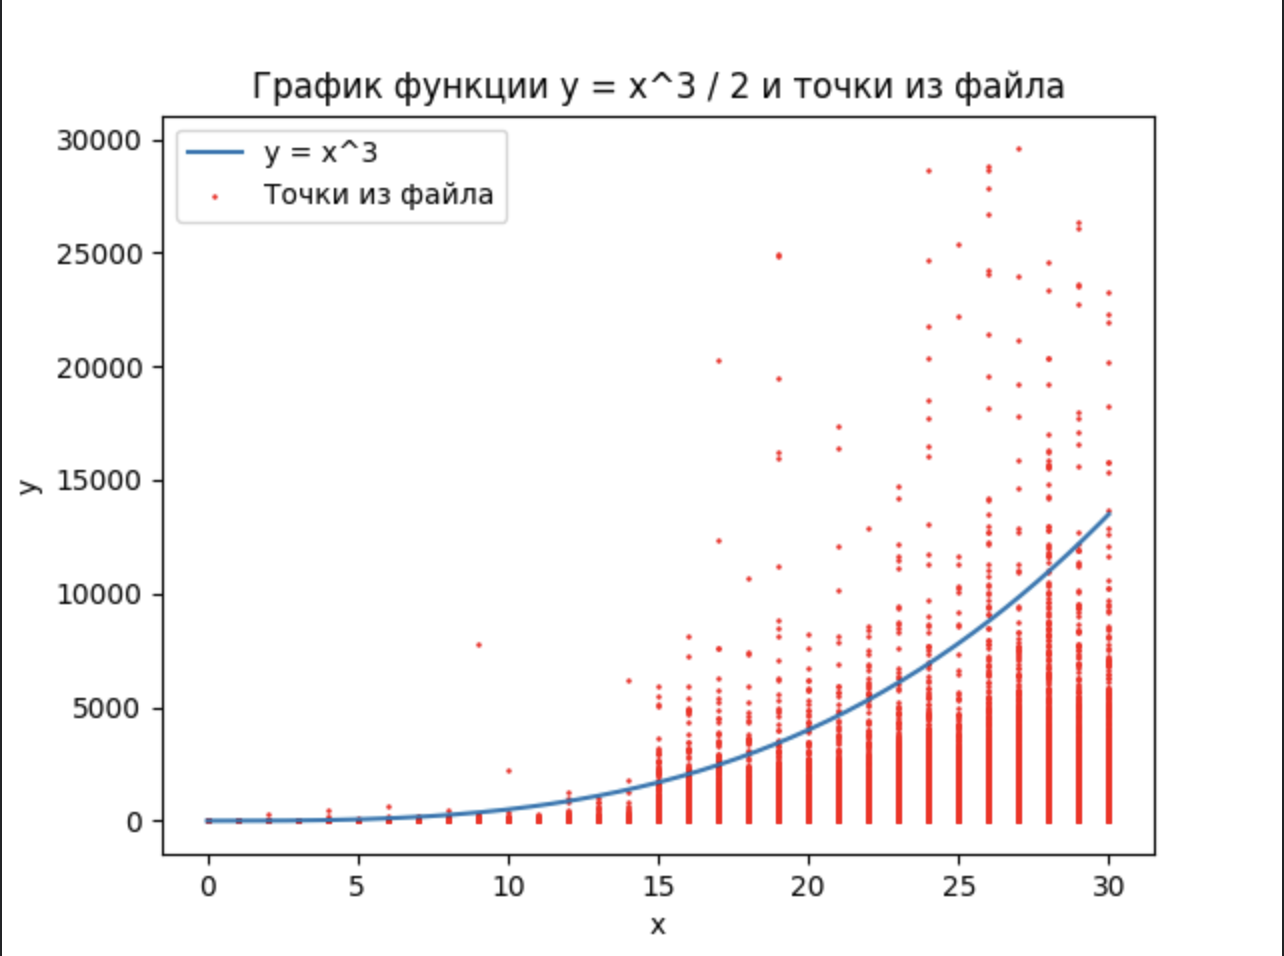 График функции y = x^3 / 2 и точки из файла
y = x^3
Точки из файла
30000
25000
20000
15000
10000
5000
0
y
0 5 10 15 20 25 30
x